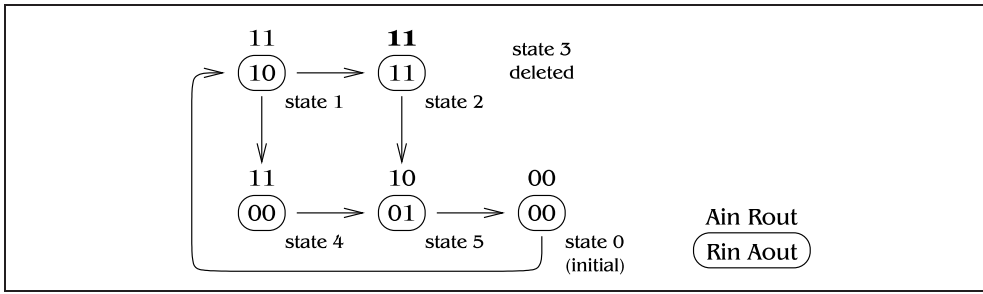 11
11
state 3
deleted
10
11
state 1
state 2
11
10
00
00
01
00
state 4
state 5
state 0
(initial)
Ain Rout
Rin Aout